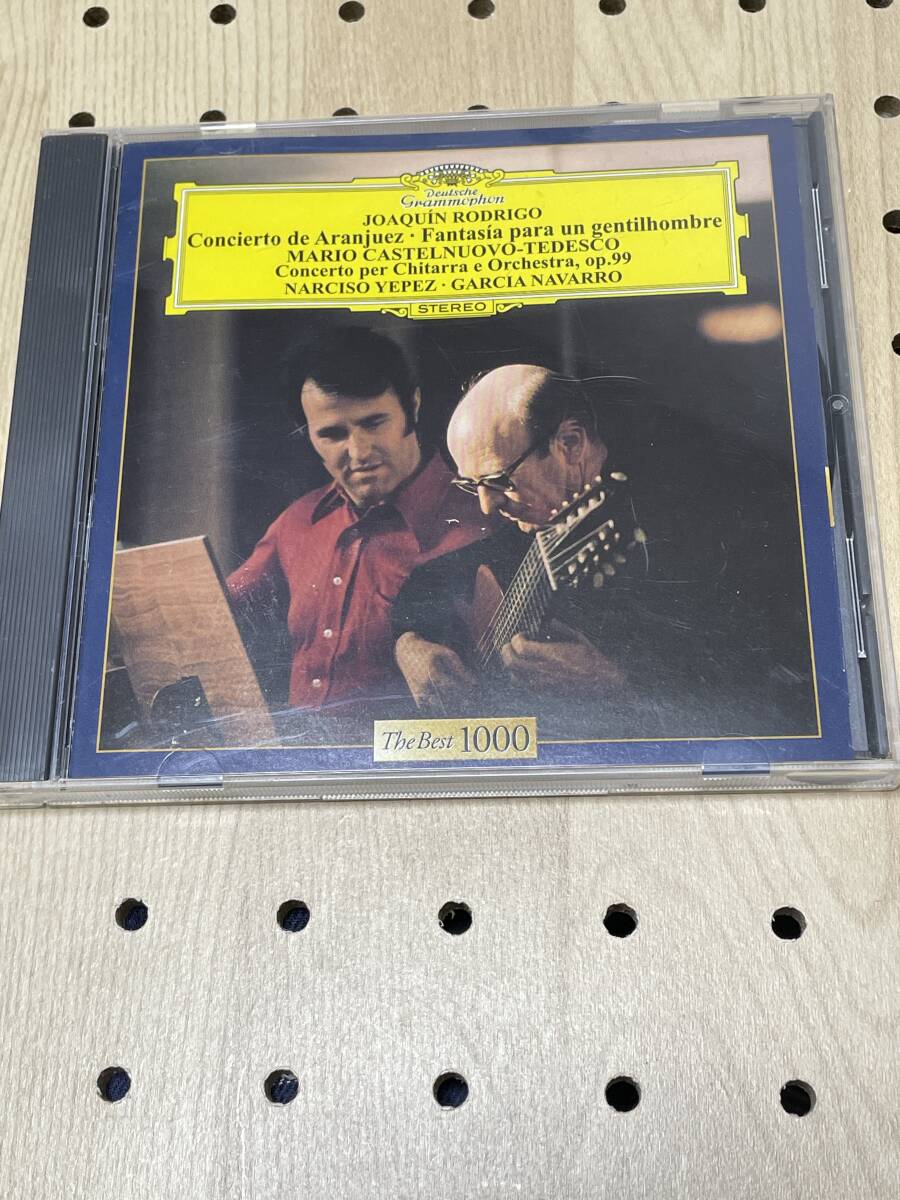 Deutsche
Grammophon
JOAQUÍN RODRIGO
Concierto de Aranjuez · Fantasía para un gentilhombre
MARIO CASTELNUOVO-TEDESCO
Concerto per Chitarra e Orchestra, op.99
NARCISO YEPEZ · GARCIA NAVARRO
STEREO
The Best 1000